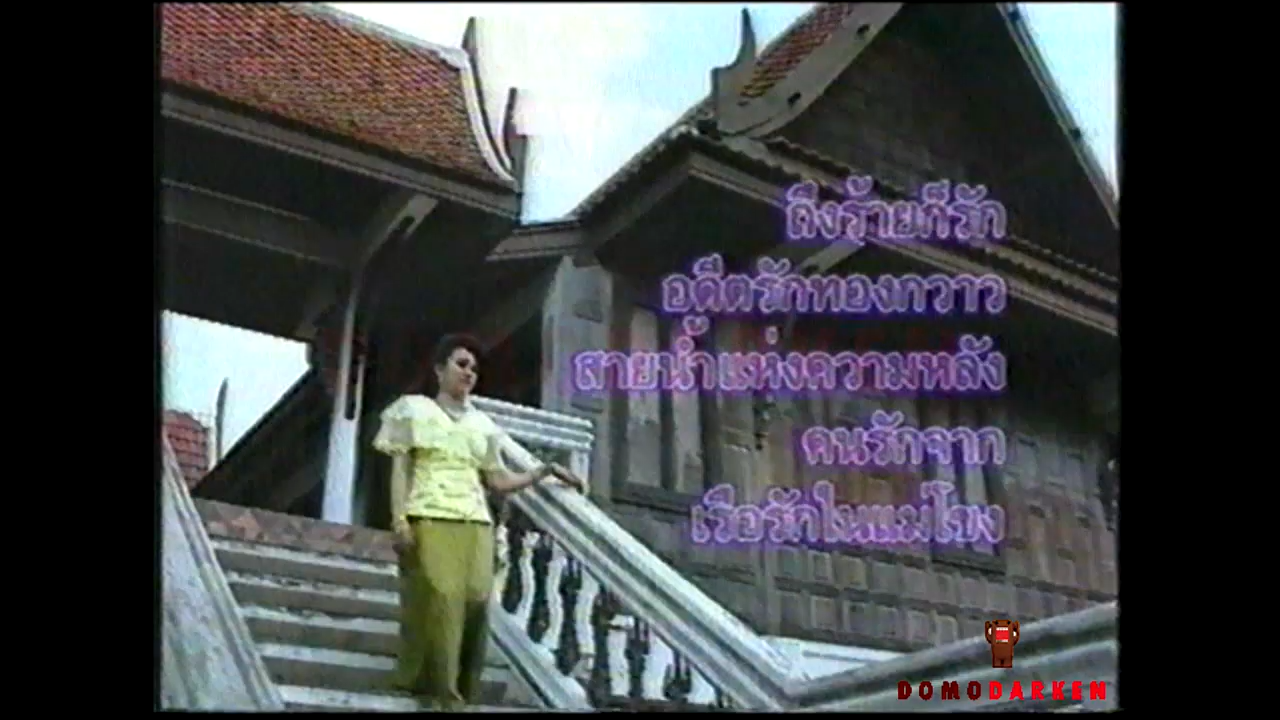 ถึงร้ายก็รัก
อดีตรักทองกวาว
สายน้ำแห่งความหลัง
คนรักจาก
เรือรักในแม่โขง
DOMODARKEN